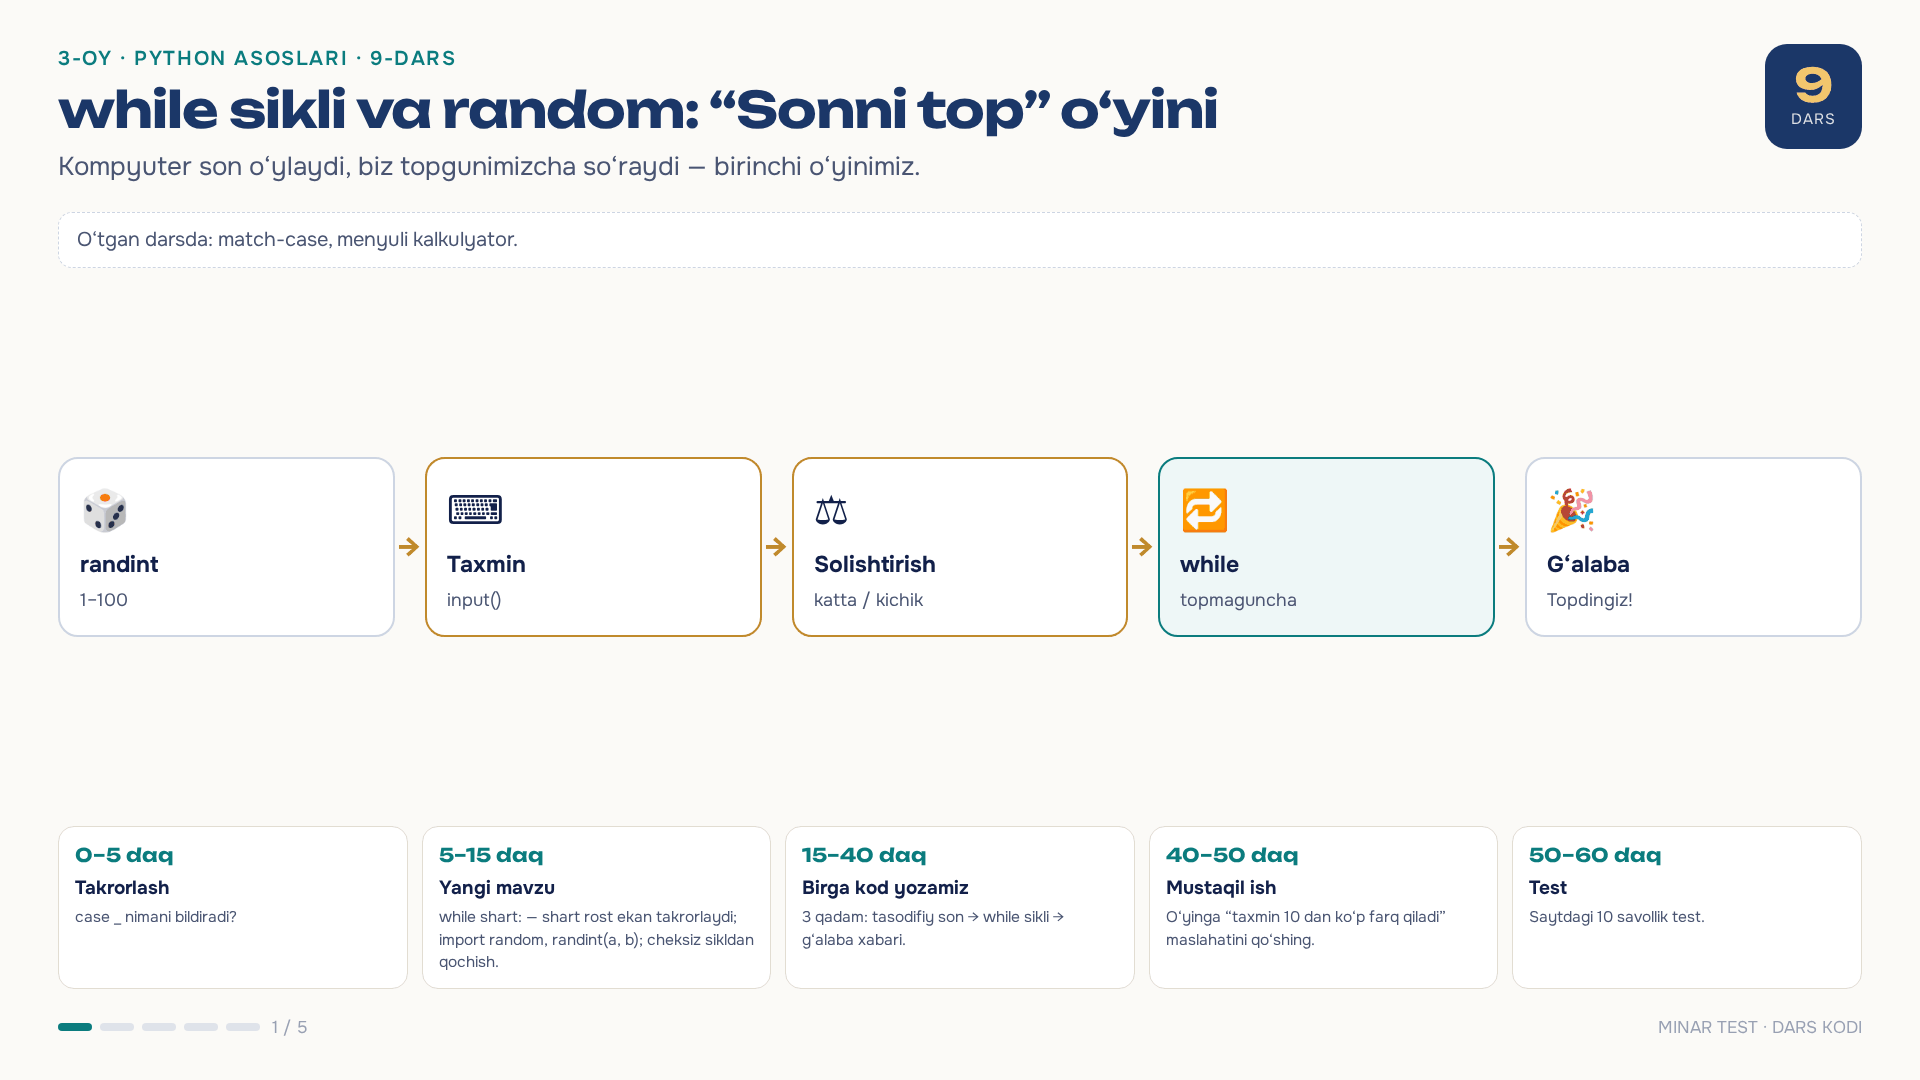 3-OY · PYTHON ASOSLARI · 9-DARS
while sikli va random: “Sonni top” o‘yini
Kompyuter son o‘ylaydi, biz topgunimizcha so‘raydi — birinchi o‘yinimiz.
9
DARS
O‘tgan darsda: match-case, menyuli kalkulyator.
randint
1–100
→
Taxmin
input()
→
Solishtirish
katta / kichik
→
while
topmaguncha
→
G‘alaba
Topdingiz!
0–5 daq
Takrorlash
case _ nimani bildiradi?
5–15 daq
Yangi mavzu
while shart: — shart rost ekan takrorlaydi;
import random, randint(a, b); cheksiz sikldan
qochish.
15–40 daq
Birga kod yozamiz
3 qadam: tasodifiy son → while sikli →
g‘alaba xabari.
40–50 daq
Mustaqil ish
O‘yinga “taxmin 10 dan ko‘p farq qiladi”
maslahatini qo‘shing.
50–60 daq
Test
Saytdagi 10 savollik test.
1 / 5
MINAR TEST · DARS KODI